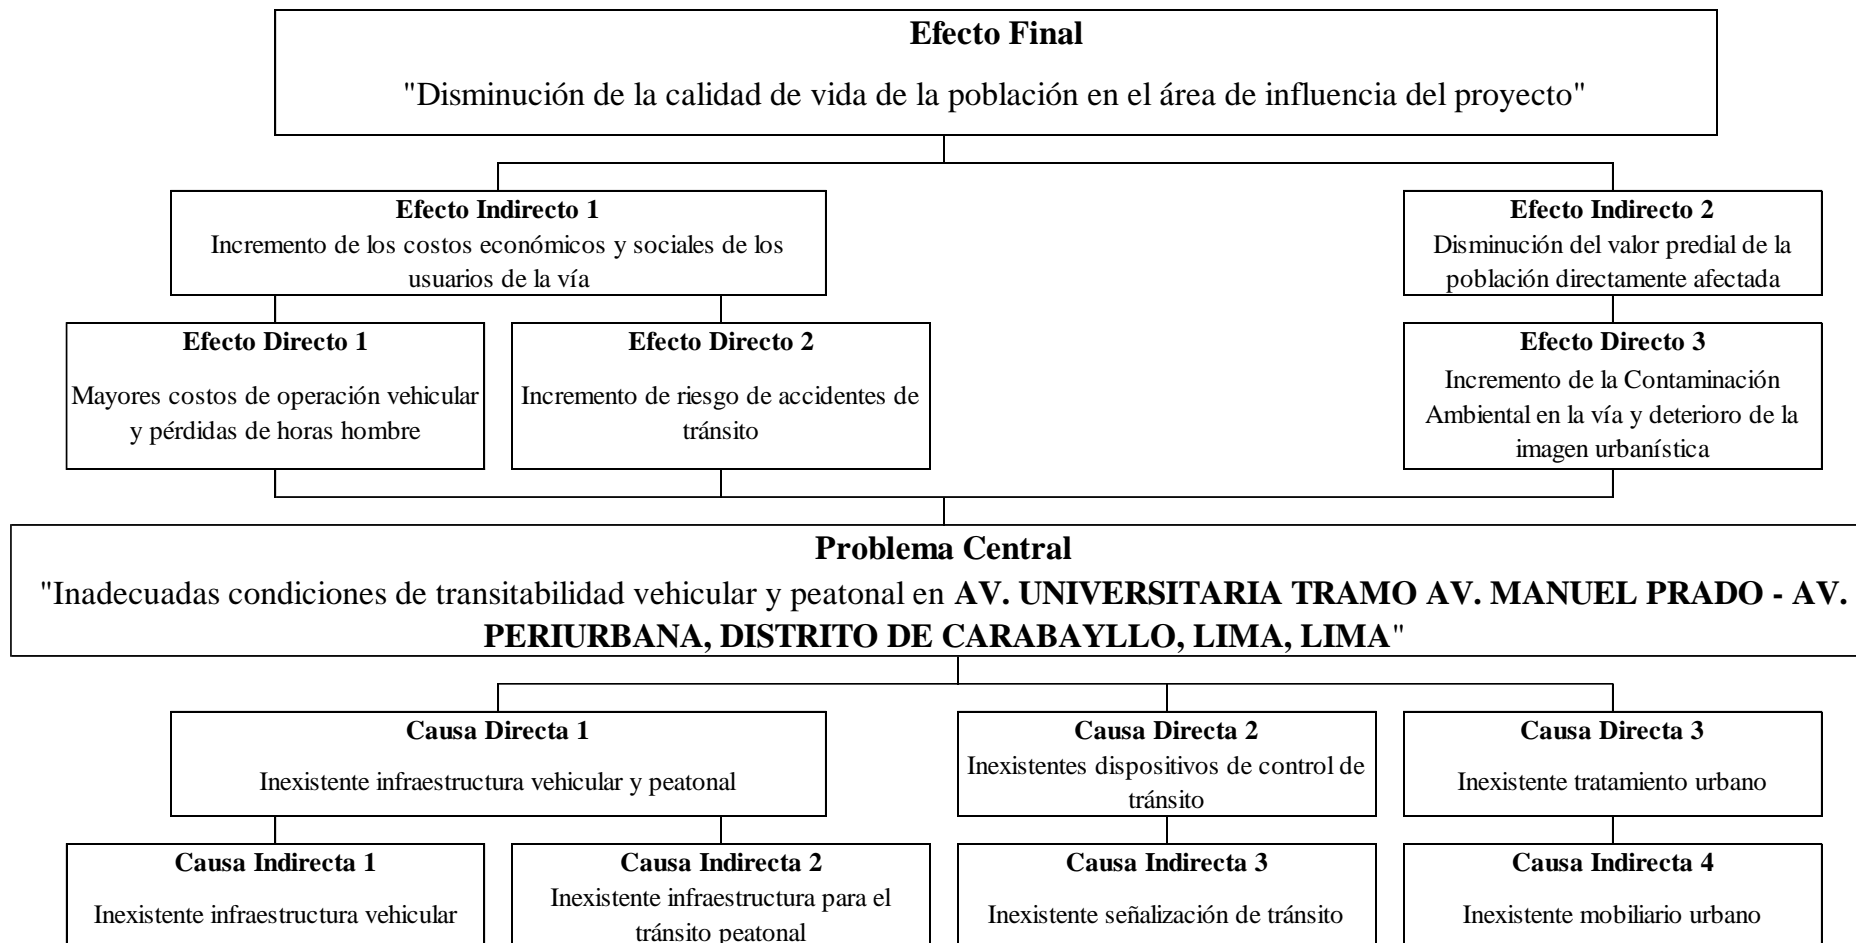 Efecto Final
"Disminución de la calidad de vida de la población en el área de influencia del proyecto"
Efecto Indirecto 1
Incremento de los costos económicos y sociales de los
usuarios de la vía
Efecto Indirecto 2
Disminución del valor predial de la
población directamente afectada
Efecto Directo 1
Mayores costos de operación vehicular
y pérdidas de horas hombre
Efecto Directo 2
Incremento de riesgo de accidentes de
tránsito
Efecto Directo 3
Incremento de la Contaminación
Ambiental en la vía y deterioro de la
imagen urbanística
Problema Central
"Inadecuadas condiciones de transitabilidad vehicular y peatonal en AV. UNIVERSITARIA TRAMO AV. MANUEL PRADO - AV.
PERIURBANA, DISTRITO DE CARABAYLLO, LIMA, LIMA"
Causa Directa 1
Inexistente infraestructura vehicular y peatonal
Causa Directa 2
Inexistentes dispositivos de control de
tránsito
Causa Directa 3
Inexistente tratamiento urbano
Causa Indirecta 1
Inexistente infraestructura vehicular
Causa Indirecta 2
Inexistente infraestructura para el
tránsito peatonal
Causa Indirecta 3
Inexistente señalización de tránsito
Causa Indirecta 4
Inexistente mobiliario urbano